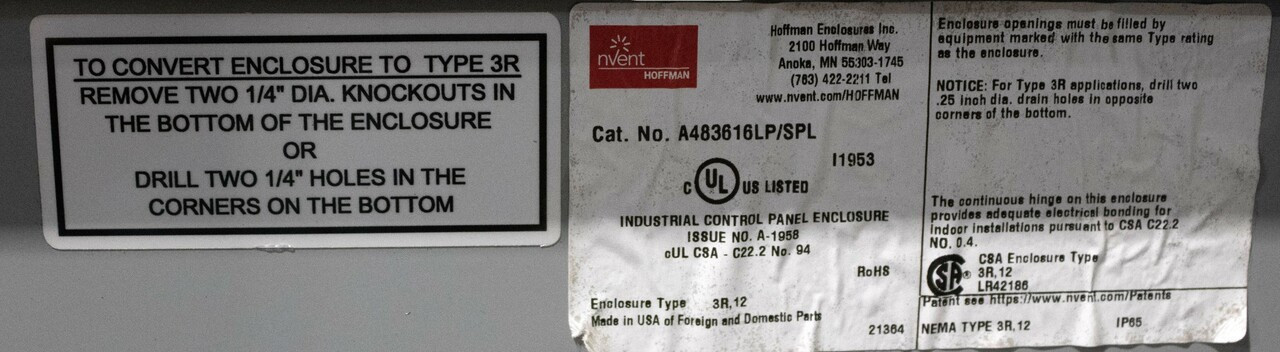 TO CONVERT ENCLOSURE TO TYPE 3R
REMOVE TWO 1/4" DIA. KNOCKOUTS IN
THE BOTTOM OF THE ENCLOSURE
OR
DRILL TWO 1/4" HOLES IN THE
CORNERS ON THE BOTTOM
nVent
HOFFMAN
Hoffman Enclosures Inc.
2100 Hoffman Way
Anoka, MN 55303-1745
(763) 422-2211 Tel
www.nvent.com/HOFFMAN
Cat. No. A483616LP/SPL
I1953
C UL US LISTED
INDUSTRIAL CONTROL PANEL ENCLOSURE
ISSUE NO. A-1958
cUL CSA - C22.2 No. 94
RoHS
Enclosure Type 3R,12
Made in USA of Foreign and Domestic Parts
21364
Enclosure openings must be filled by
equipment marked with the same Type rating
as the enclosure.
NOTICE: For Type 3R applications, drill two
.25 inch dia. drain holes in opposite
corners of the bottom.
The continuous hinge on this enclosure
provides adequate electrical bonding for
indoor installations pursuant to CSA C22.2
NO. 0.4.
SA®
CSA Enclosure Type
3R,12
LR42186
Patent see https://www.nvent.com/Patents
NEMA TYPE 3R,12 IP65